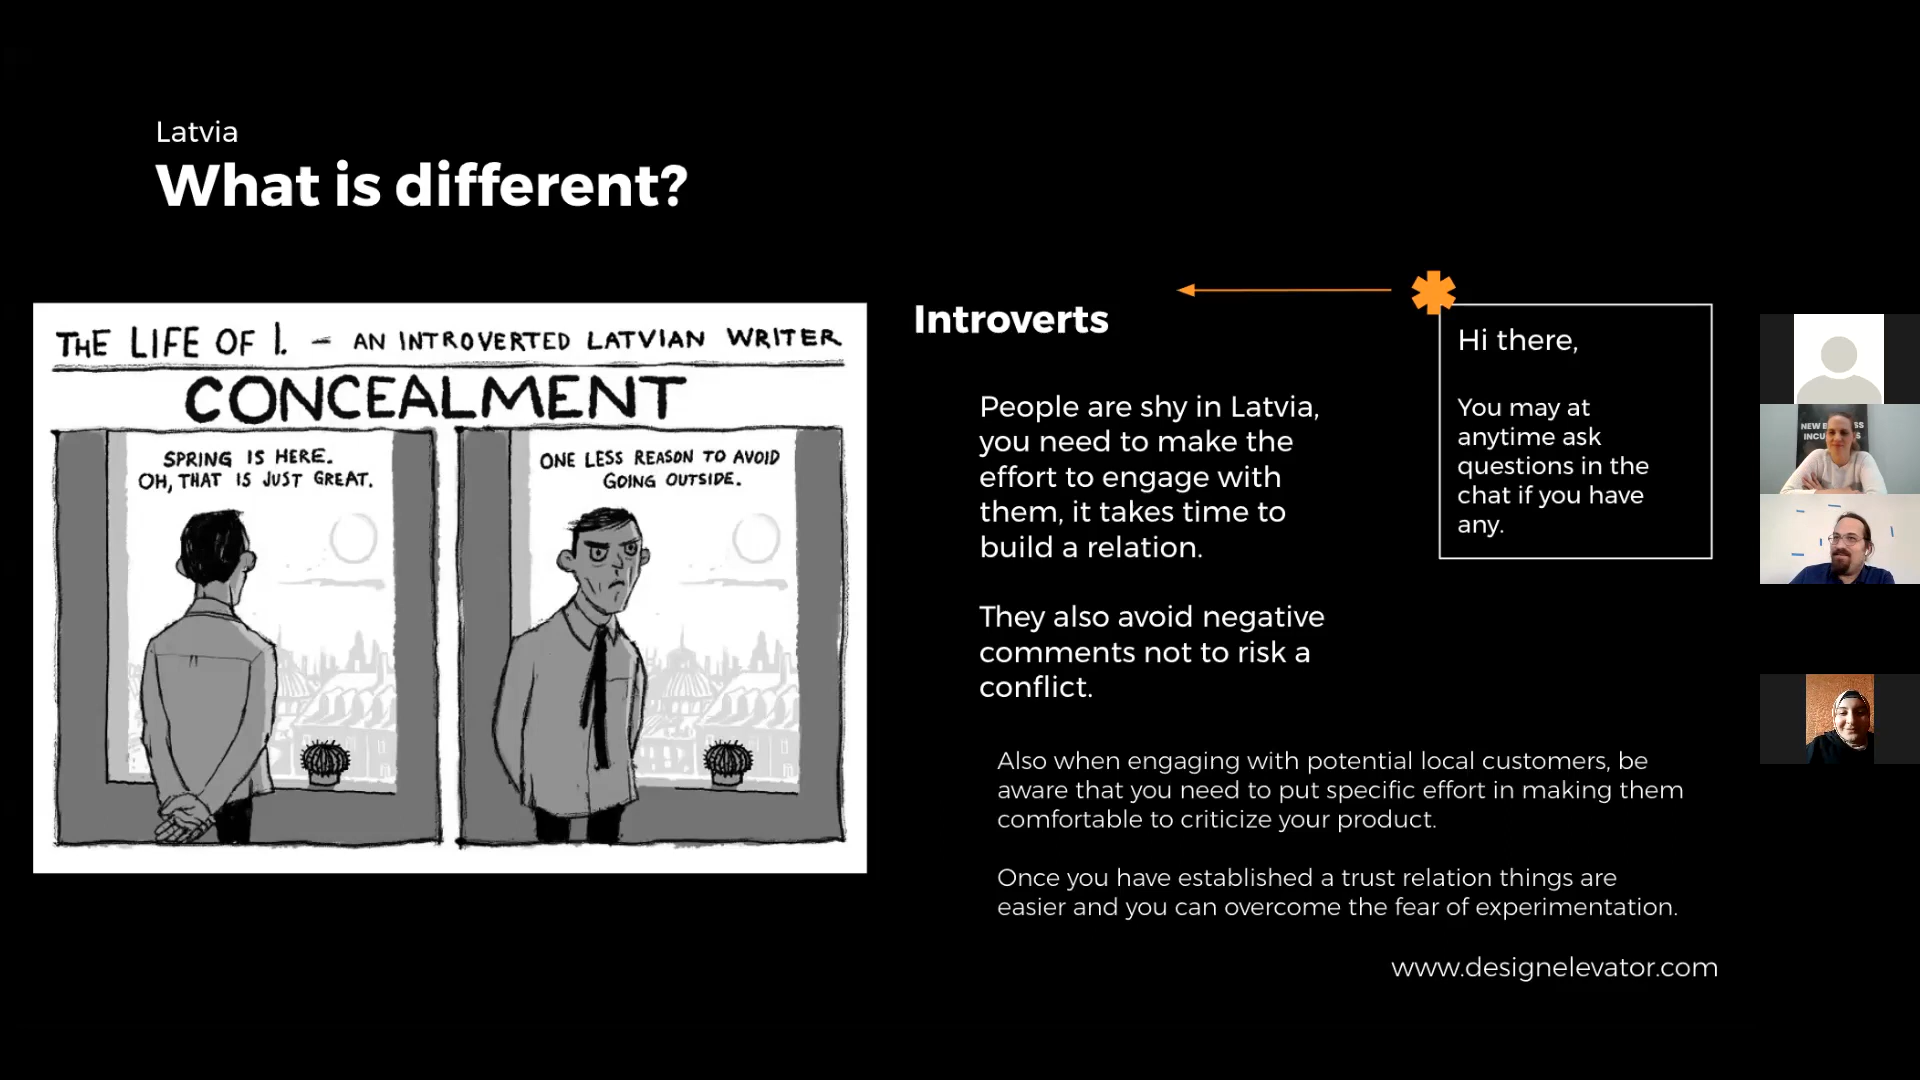 Latvia
What is different?
THE LIFE OF I. – AN INTROVERTED LATVIAN WRITER
CONCEALMENT
SPRING IS HERE.
OH, THAT IS JUST GREAT.
ONE LESS REASON TO AVOID
GOING OUTSIDE.
Introverts
People are shy in Latvia,
you need to make the
effort to engage with
them, it takes time to
build a relation.
They also avoid negative
comments not to risk a
conflict.
Also when engaging with potential local customers, be
aware that you need to put specific effort in making them
comfortable to criticize your product.
Once you have established a trust relation things are
easier and you can overcome the fear of experimentation.
Hi there,
You may at
anytime ask
questions in the
chat if you have
any.
NEW
www.designelevator.com